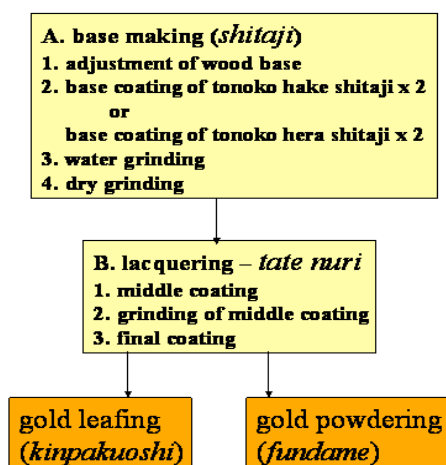 A. base making (shitaji)
1. adjustment of wood base
2. base coating of tonoko hake shitaji x 2
or
base coating of tonoko hera shitaji x 2
3. water grinding
4. dry grinding
B. lacquering – tate nuri
1. middle coating
2. grinding of middle coating
3. final coating
gold leafing
(kinpakuoshi)
gold powdering
(fundame)